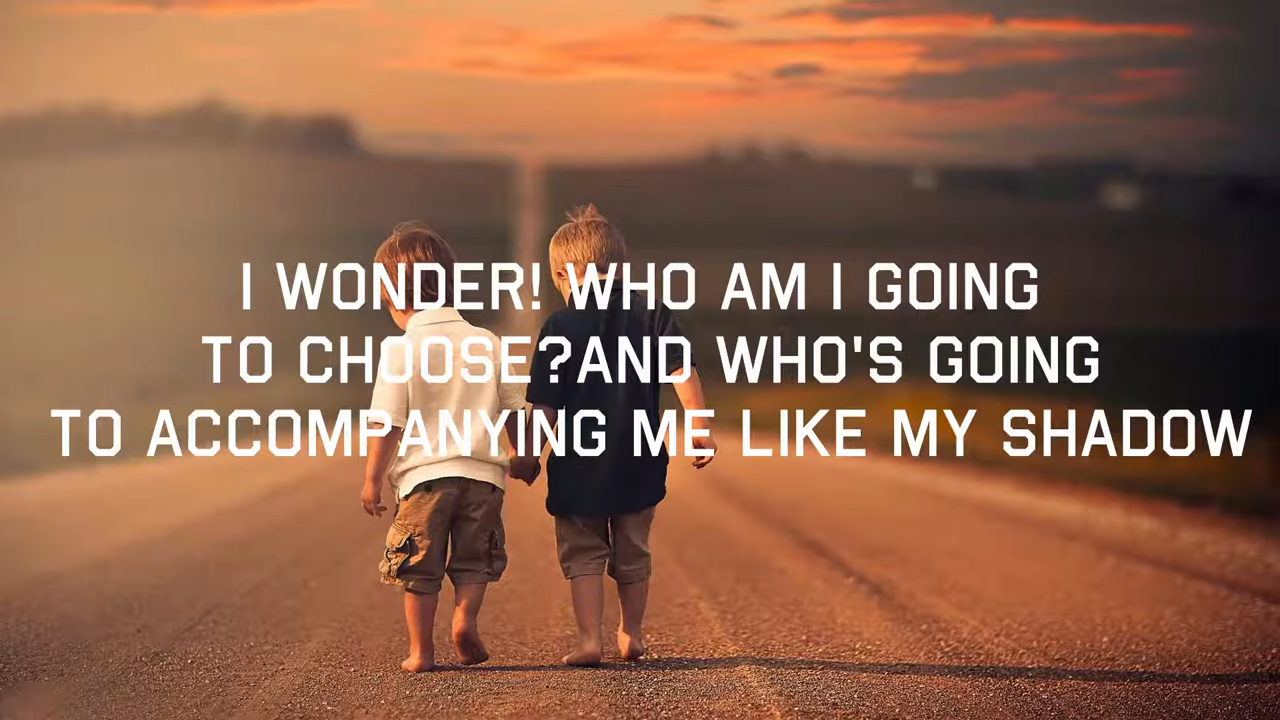 I WONDER! WHO AM I GOING
TO CHOOSE?AND WHO'S GOING
TO ACCOMPANYING ME LIKE MY SHADOW